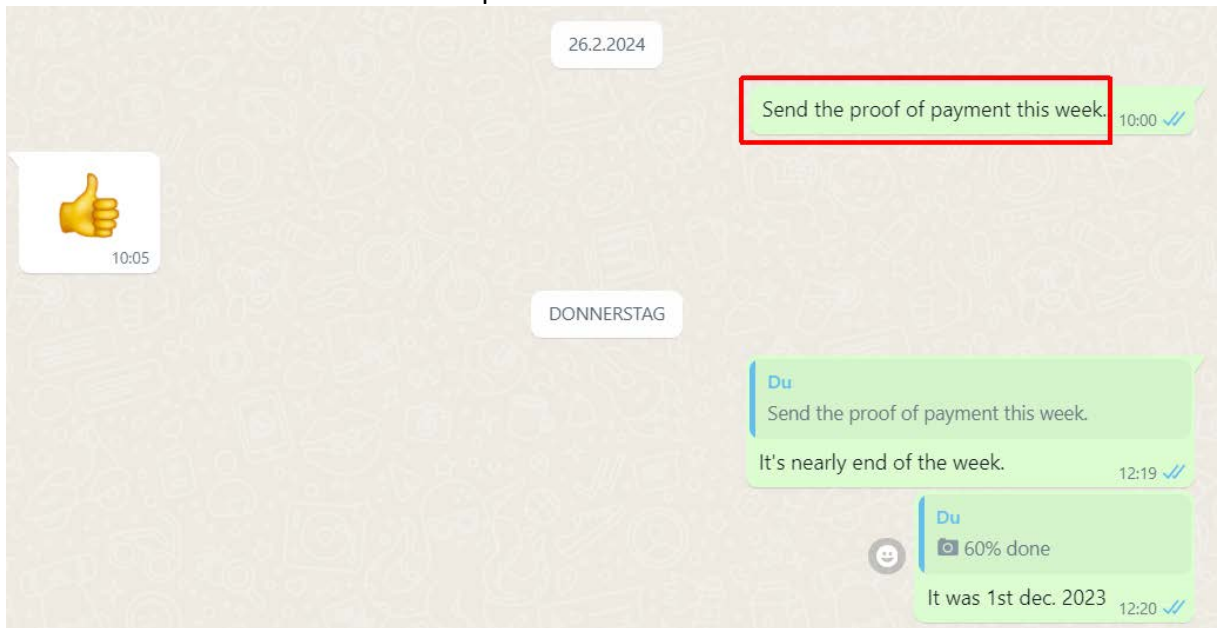 26.2.2024
Send the proof of payment this week.
10:00
10:05
DONNERSTAG
Du
Send the proof of payment this week.
It's nearly end of the week.
12:19
Du
60% done
It was 1st dec. 2023
12:20